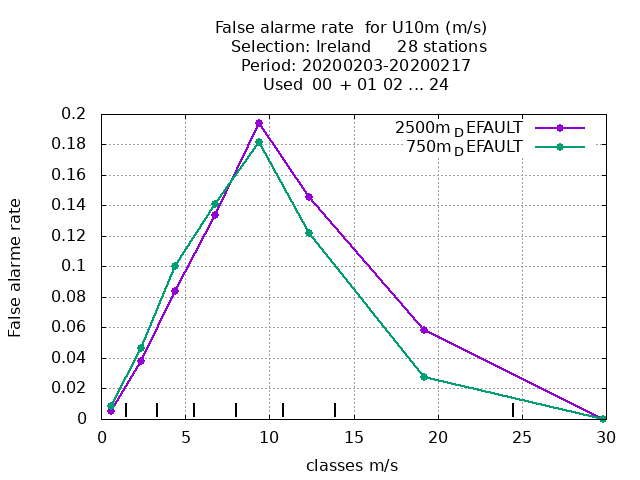 False alarme rate  for U10m (m/s)
Selection: Ireland     28 stations
Period: 20200203-20200217
Used  00 + 01 02 ... 24
2500m_DEFAULT
750m_DEFAULT
0.2
0.18
0.16
0.14
0.12
0.1
0.08
0.06
0.04
0.02
0
False alarme rate
0 5 10 15 20 25 30
classes m/s